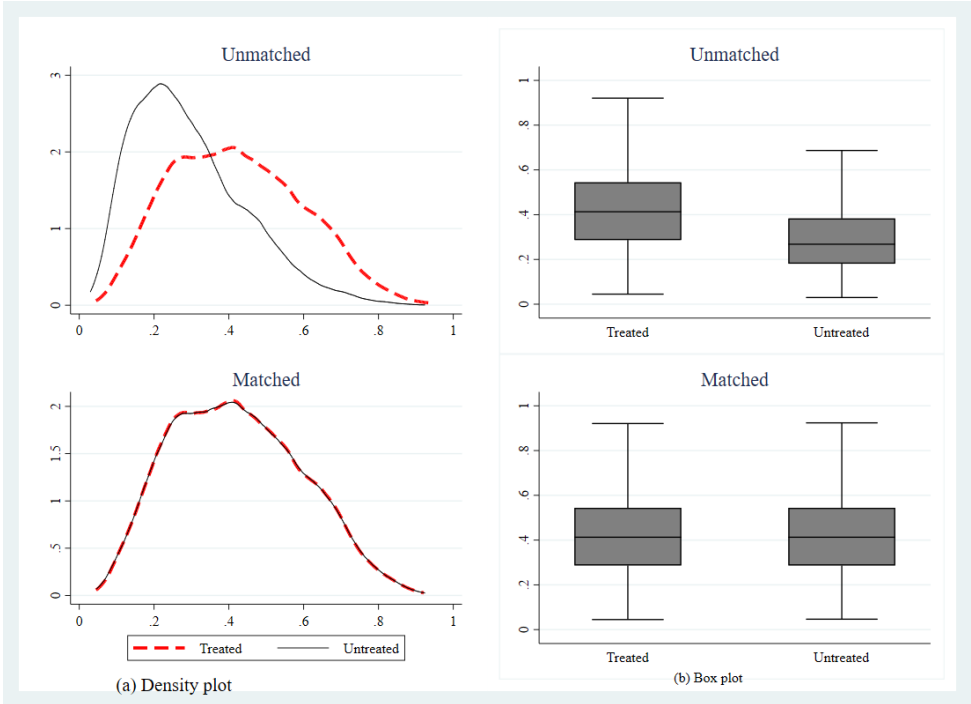 Unmatched
3
2
1
0
0 .2 .4 .6 .8 1
Matched
2
1.5
1
.5
0
0 .2 .4 .6 .8 1
Treated Untreated
(a) Density plot
Unmatched
1
.8
.6
.4
.2
0
Treated Untreated
Matched
1
.8
.6
.4
.2
0
Treated Untreated
(b) Box plot